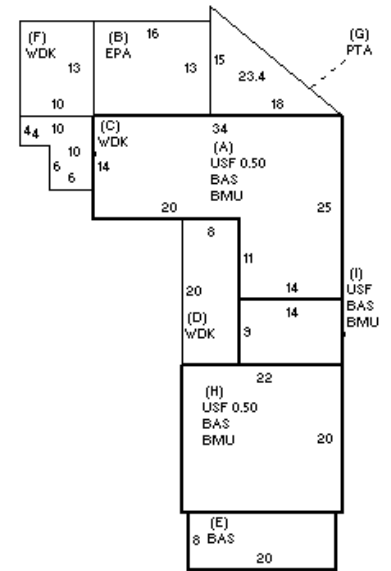 (F)
WDK
13
10
16
(B)
EPA
13
15
23.4
18
(G)
PTA
4 4
10
10
6
6
(C)
WDK
14
34
(A)
USF 0.50
BAS
BMU
20
25
8
11
14
20
(D)
WDK
14
9
(I)
USF
BAS
BMU
22
(H)
USF 0.50
BAS
BMU
20
(E)
8 BAS
20